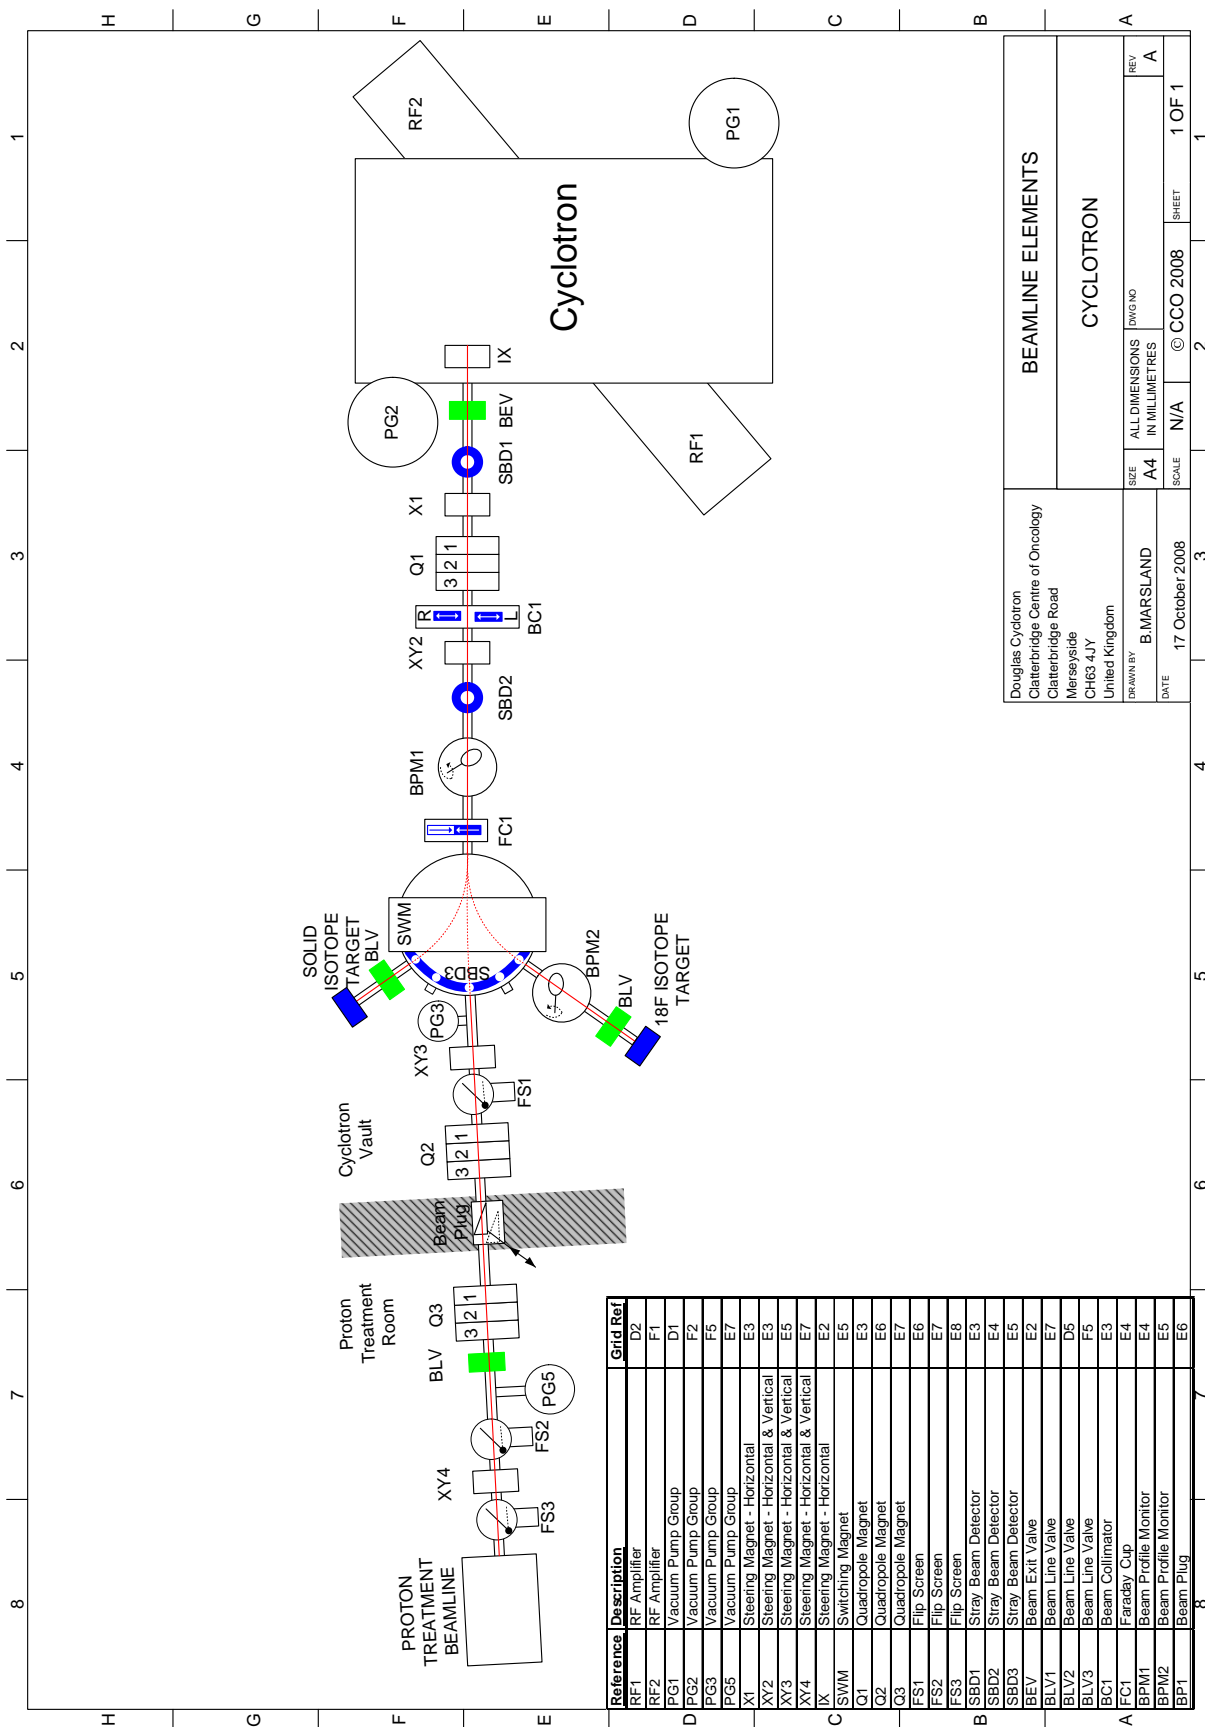 8 7 6 5 4 3 2 1
H
G
F
E
D
C
B
A
H
G
F
E
D
C
B
A
8 7 6 5 4 3 2 1
PROTON
TREATMENT
BEAMLINE
FS3
XY4
FS2
PG5
BLV
Q3
3 2 1
Proton
Treatment
Room
Beam
Plug
Cyclotron
Vault
Q2
3 2 1
FS1
XY3
PG3
SOLID
ISOTOPE
TARGET
BLV
SWM
SBD3
BPM2
BLV
18F ISOTOPE
TARGET
FC1
BPM1
SBD2
XY2
R
L
BC1
Q1
3 2 1
X1
SBD1
BEV
PG2
IX
Cyclotron
RF1
RF2
PG1
Reference Description Grid Ref
RF1 RF Amplifier D2
RF2 RF Amplifier F1
PG1 Vacuum Pump Group D1
PG2 Vacuum Pump Group F2
PG3 Vacuum Pump Group F5
PG5 Vacuum Pump Group E7
X1 Steering Magnet - Horizontal E3
XY2 Steering Magnet - Horizontal & Vertical E3
XY3 Steering Magnet - Horizontal & Vertical E5
XY4 Steering Magnet - Horizontal & Vertical E7
IX Steering Magnet - Horizontal E2
SWM Switching Magnet E5
Q1 Quadropole Magnet E3
Q2 Quadropole Magnet E6
Q3 Quadropole Magnet E7
FS1 Flip Screen E6
FS2 Flip Screen E7
FS3 Flip Screen E8
SBD1 Stray Beam Detector E3
SBD2 Stray Beam Detector E4
SBD3 Stray Beam Detector E5
BEV Beam Exit Valve E2
BLV1 Beam Line Valve E7
BLV2 Beam Line Valve D5
BLV3 Beam Line Valve F5
BC1 Beam Collimator E3
FC1 Faraday Cup E4
BPM1 Beam Profile Monitor E4
BPM2 Beam Profile Monitor E5
BP1 Beam Plug E6
Douglas Cyclotron
Clatterbridge Centre of Oncology
Clatterbridge Road
Merseyside
CH63 4JY
United Kingdom
DRAWN BY B.MARSLAND
DATE 17 October 2008
BEAMLINE ELEMENTS
CYCLOTRON
SIZE A4
ALL DIMENSIONS
IN MILLIMETRES
DWG NO
REV A
SCALE N/A
© CCO 2008
SHEET 1 OF 1